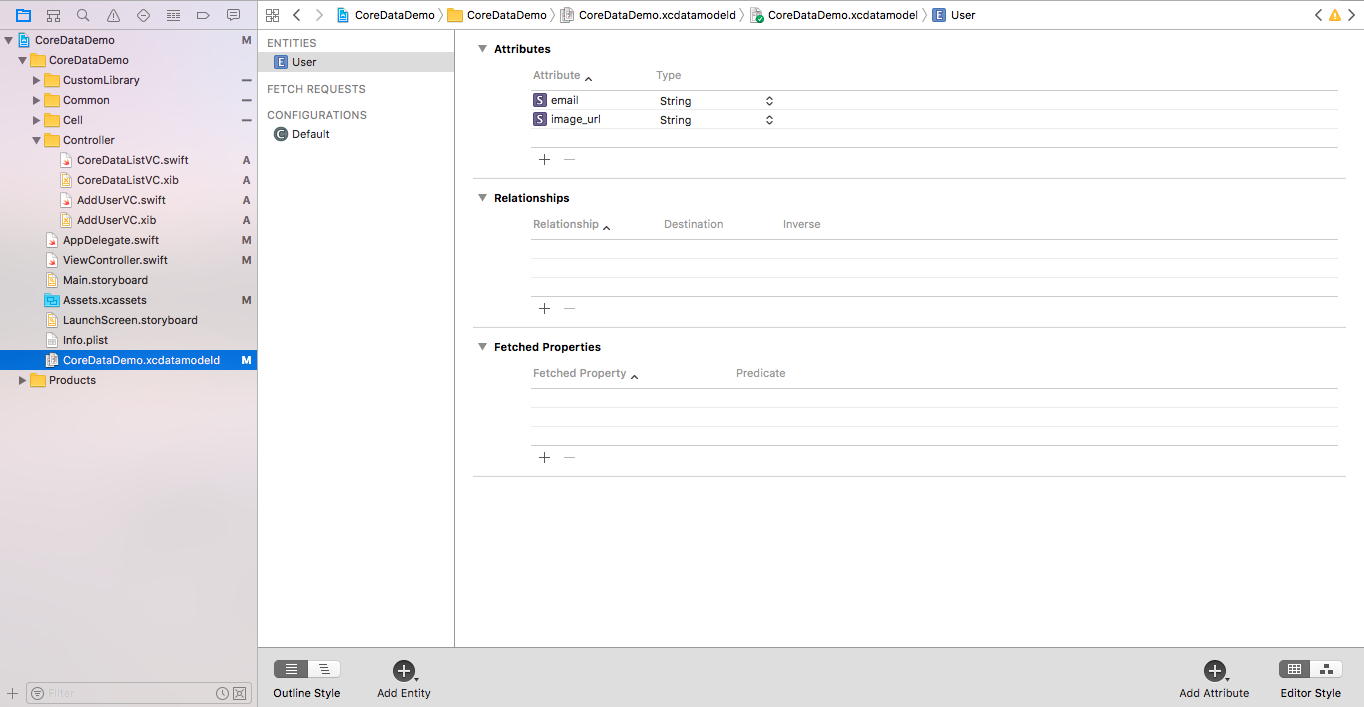 CoreDataDemo
CoreDataDemo
CoreDataDemo.xcdatamodeld
CoreDataDemo.xcdatamodel
E User
CoreDataDemo M
CoreDataDemo
CustomLibrary
Common
Cell
Controller
CoreDataListVC.swift A
CoreDataListVC.xib A
AddUserVC.swift A
AddUserVC.xib A
AppDelegate.swift M
ViewController.swift M
Main.storyboard
Assets.xcassets M
LaunchScreen.storyboard
Info.plist
CoreDataDemo.xcdatamodeld M
Products
Filter
ENTITIES
E User
FETCH REQUESTS
CONFIGURATIONS
C Default
Attributes
Attribute Type
S email String
S image_url String
Relationships
Relationship Destination Inverse
Fetched Properties
Fetched Property Predicate
Outline Style
Add Entity
Add Attribute
Editor Style